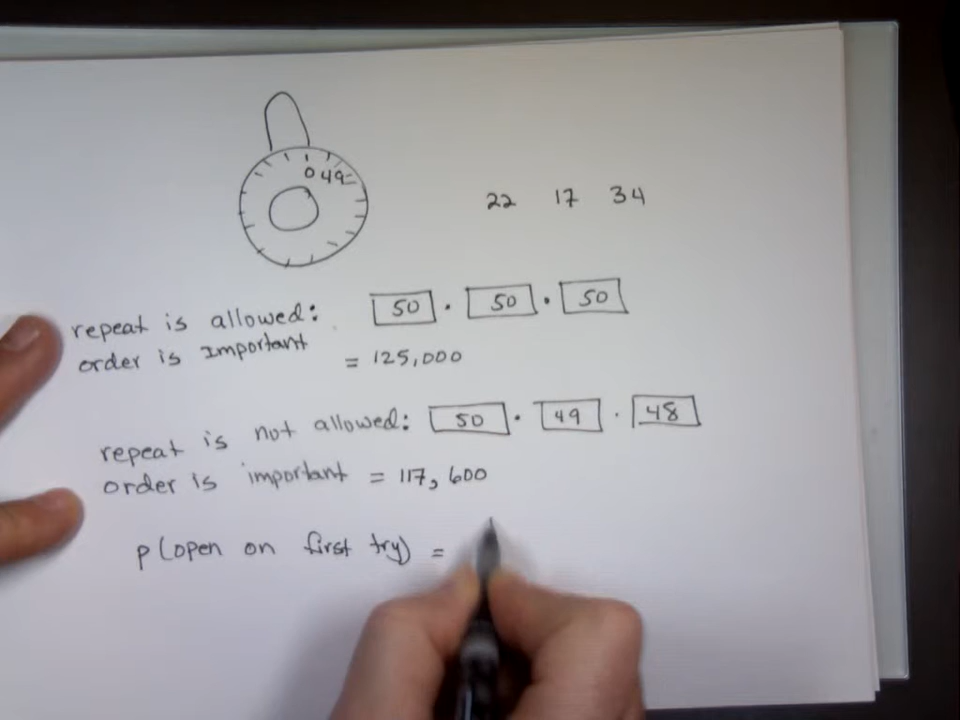 0 49
22 17 34
repeat is allowed: 50 · 50 · 50
order is Important
= 125,000
repeat is not allowed: 50 · 49 · 48
order is important = 117,600
p(open on first try) =